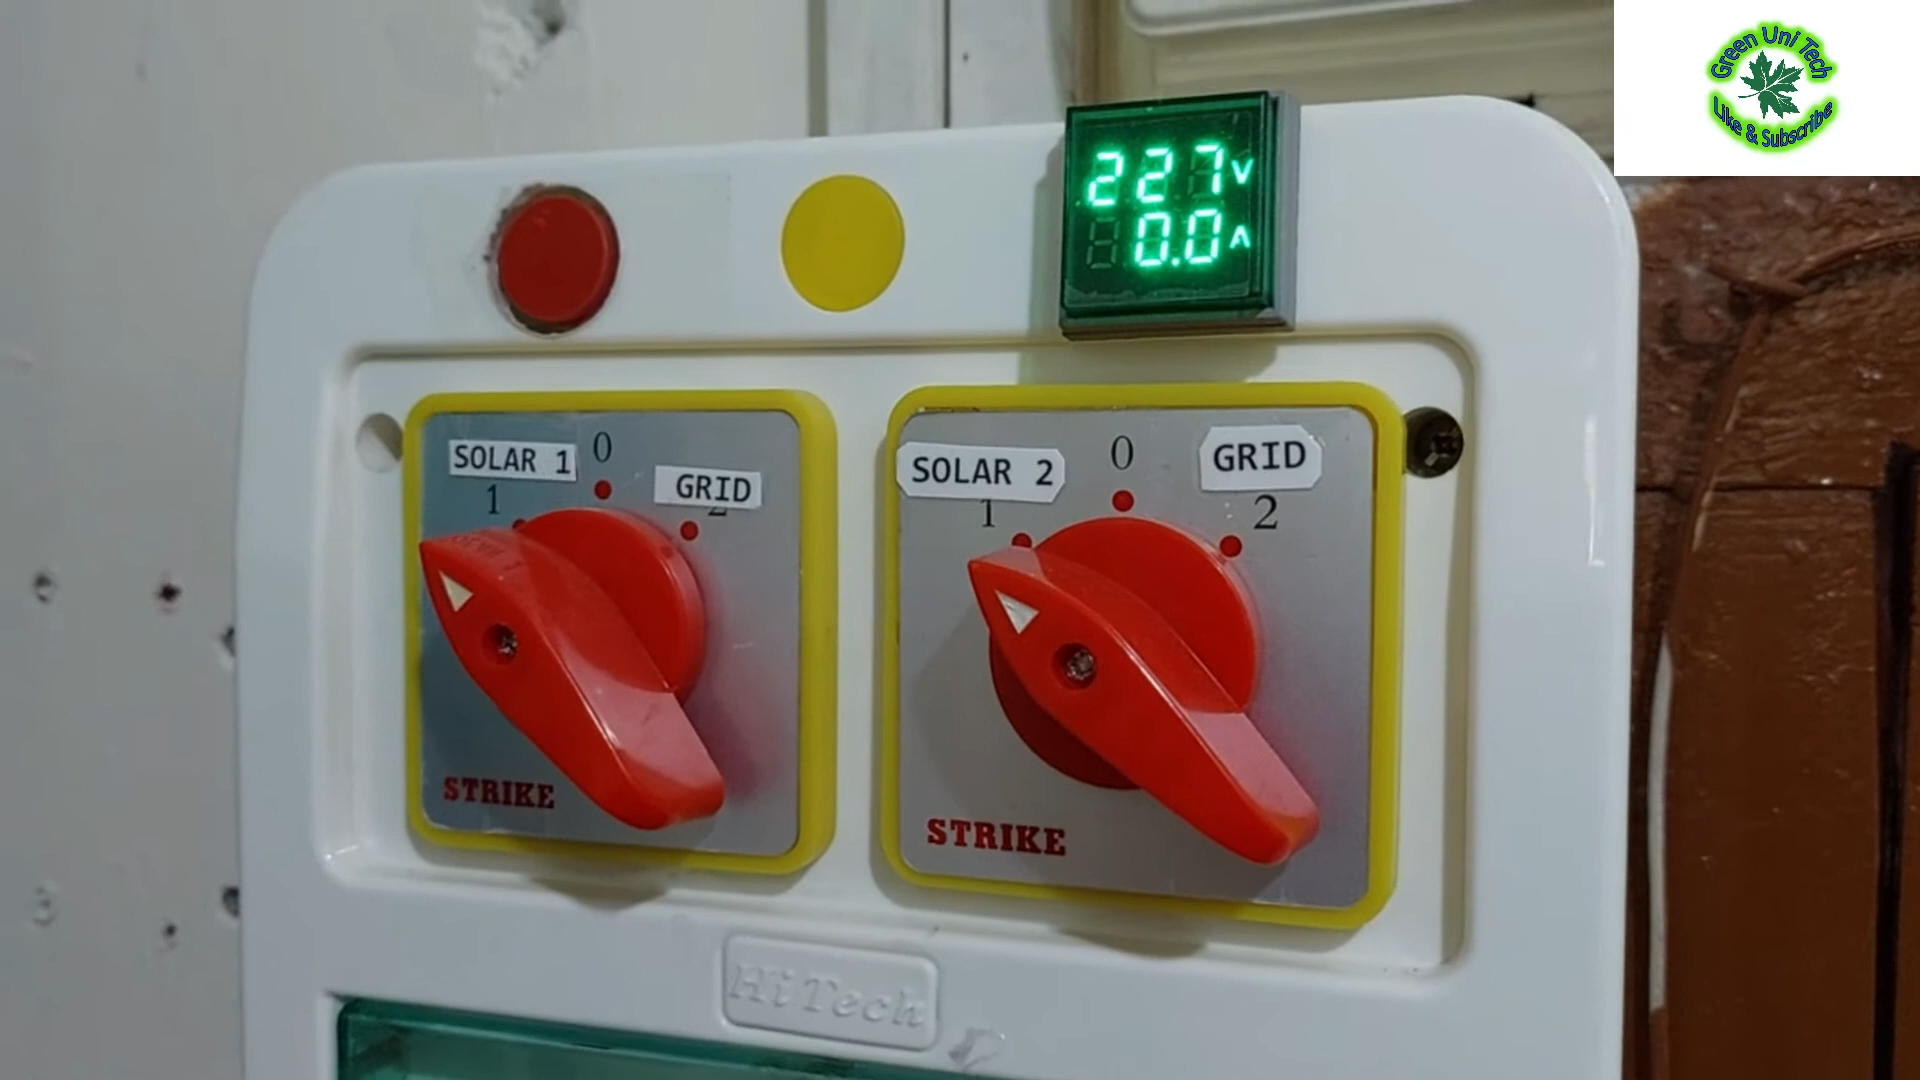 Green Uni Tech
Like & Subscribe
227 V
0.0 A
SOLAR 1
0
GRID
1
2
STRIKE
SOLAR 2
0
GRID
1
2
STRIKE
HiTech